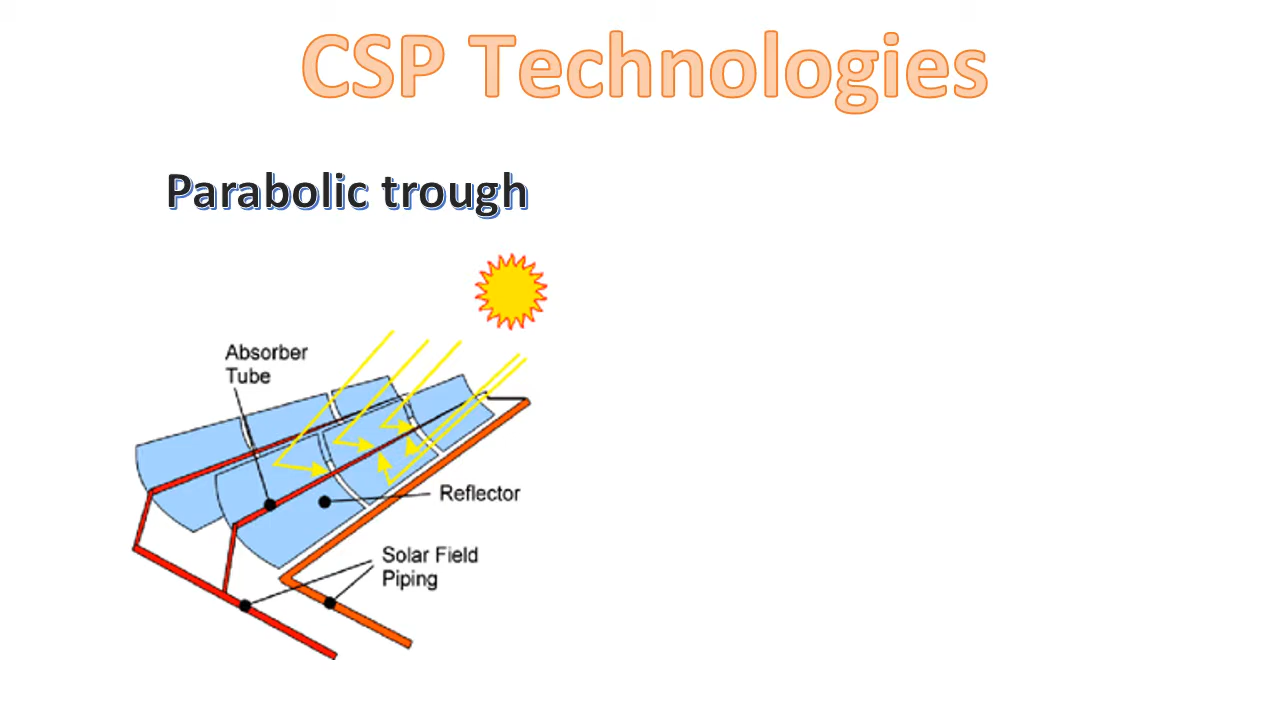 CSP Technologies
Parabolic trough
Absorber
Tube
Reflector
Solar Field
Piping